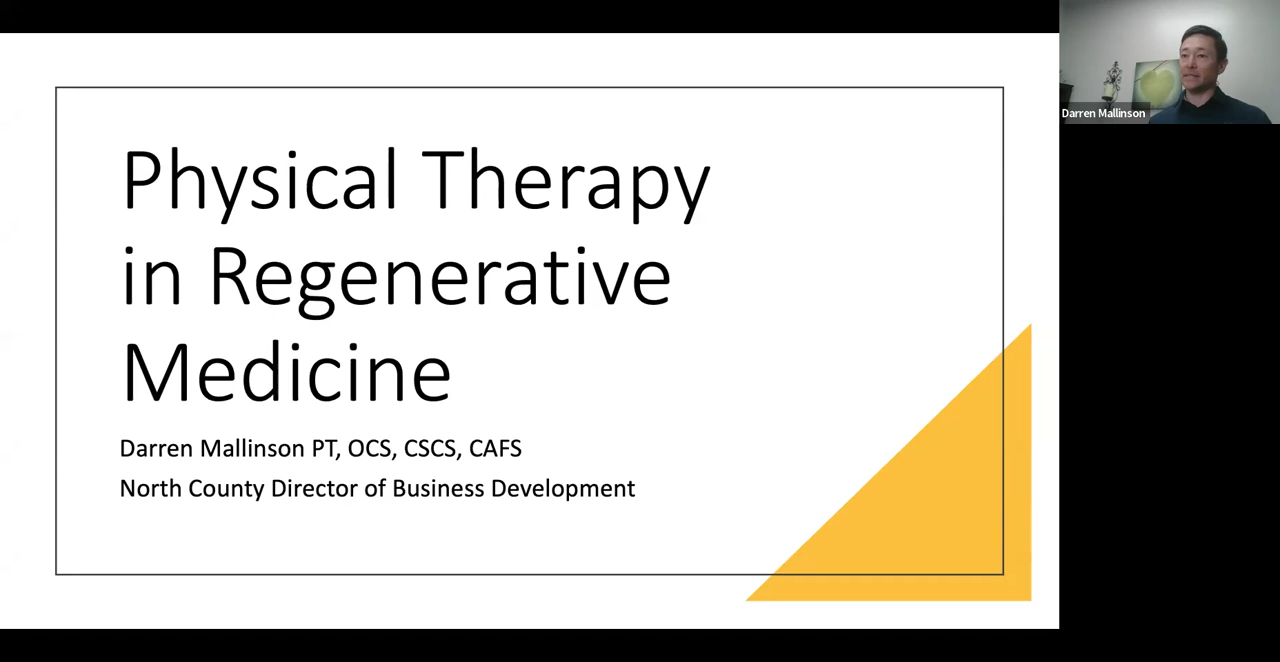 Physical Therapy
in Regenerative
Medicine
Darren Mallinson PT, OCS, CSCS, CAFS
North County Director of Business Development
Darren Mallinson